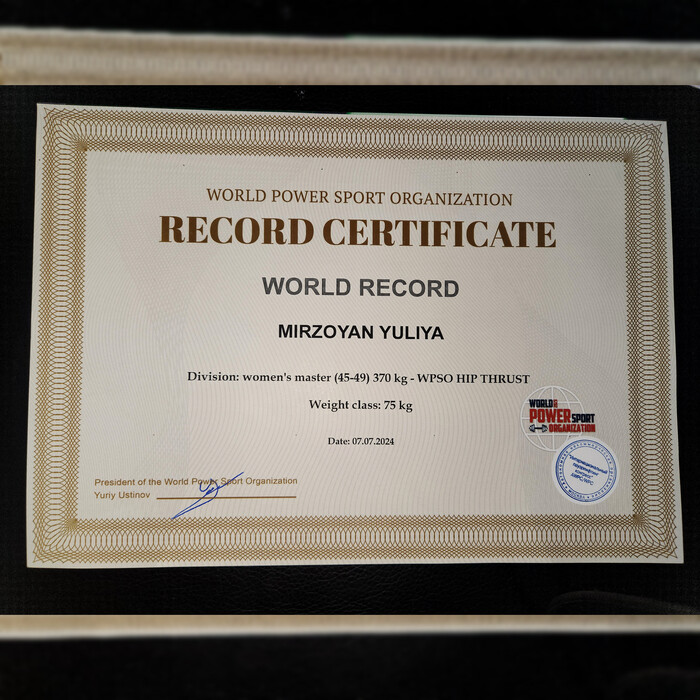 WORLD POWER SPORT ORGANIZATION
RECORD CERTIFICATE
WORLD RECORD
MIRZOYAN YULIYA
Division: women's master (45-49) 370 kg - WPSO HIP THRUST
Weight class: 75 kg
Date: 07.07.2024
WORLD
POWER SPORT
ORGANIZATION
President of the World Power Sport Organization
Yuriy Ustinov